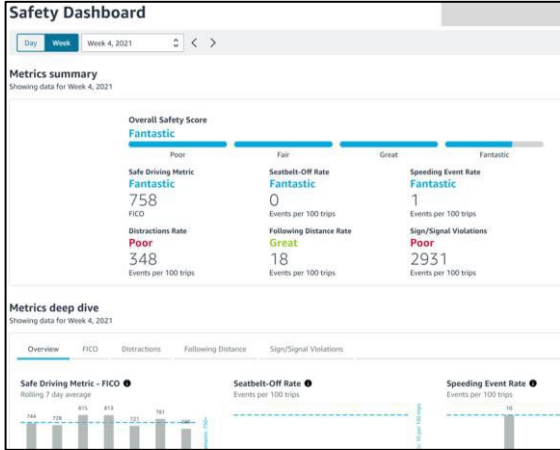 Safety Dashboard
Day Week Week 4, 2021
Metrics summary
Showing data for Week 4, 2021
Overall Safety Score
Fantastic
Poor Fair Great Fantastic
Safe Driving Metric Seatbelt-Off Rate Speeding Event Rate
Fantastic Fantastic Fantastic
758 0 1
FICO Events per 100 trips Events per 100 trips
Distractions Rate Following Distance Rate Sign/Signal Violations
Poor Great Poor
348 18 2931
Events per 100 trips Events per 100 trips Events per 100 trips
Metrics deep dive
Showing data for Week 4, 2021
Overview FICO Distractions Following Distance Sign/Signal Violations
Safe Driving Metric - FICO Seatbelt-Off Rate Speeding Event Rate
Rolling 7 day average Events per 100 trips Events per 100 trips
744 728 815 813 721 781
10